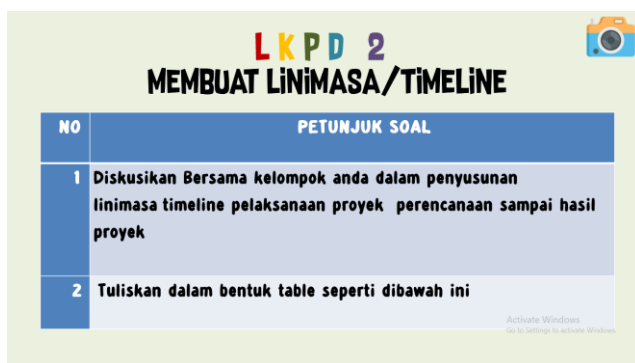 LKPD 2
MEMBUAT LINIMASA/TIMELINE
NO PETUNJUK SOAL
1 Diskusikan Bersama kelompok anda dalam penyusunan
linimasa timeline pelaksanaan proyek perencanaan sampai hasil
proyek
2 Tuliskan dalam bentuk table seperti dibawah ini
Activate Windows
Go to Settings to activate Windows